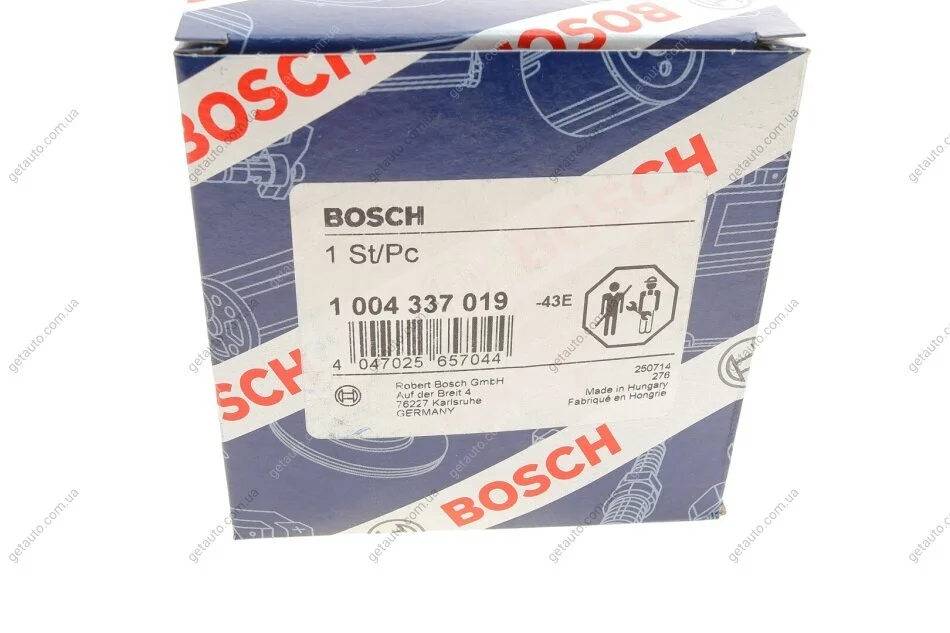 BOSCH
BOSCH
BOSCH
BOSCH
1 St/Pc
1 004 337 019 -43E
4 047025 657044
Robert Bosch GmbH
Auf der Breit 4
76227 Karlsruhe
GERMANY
250714
276
Made in Hungary
Fabriqué en Hongrie
SCH
BOSCH
getauto.com.ua